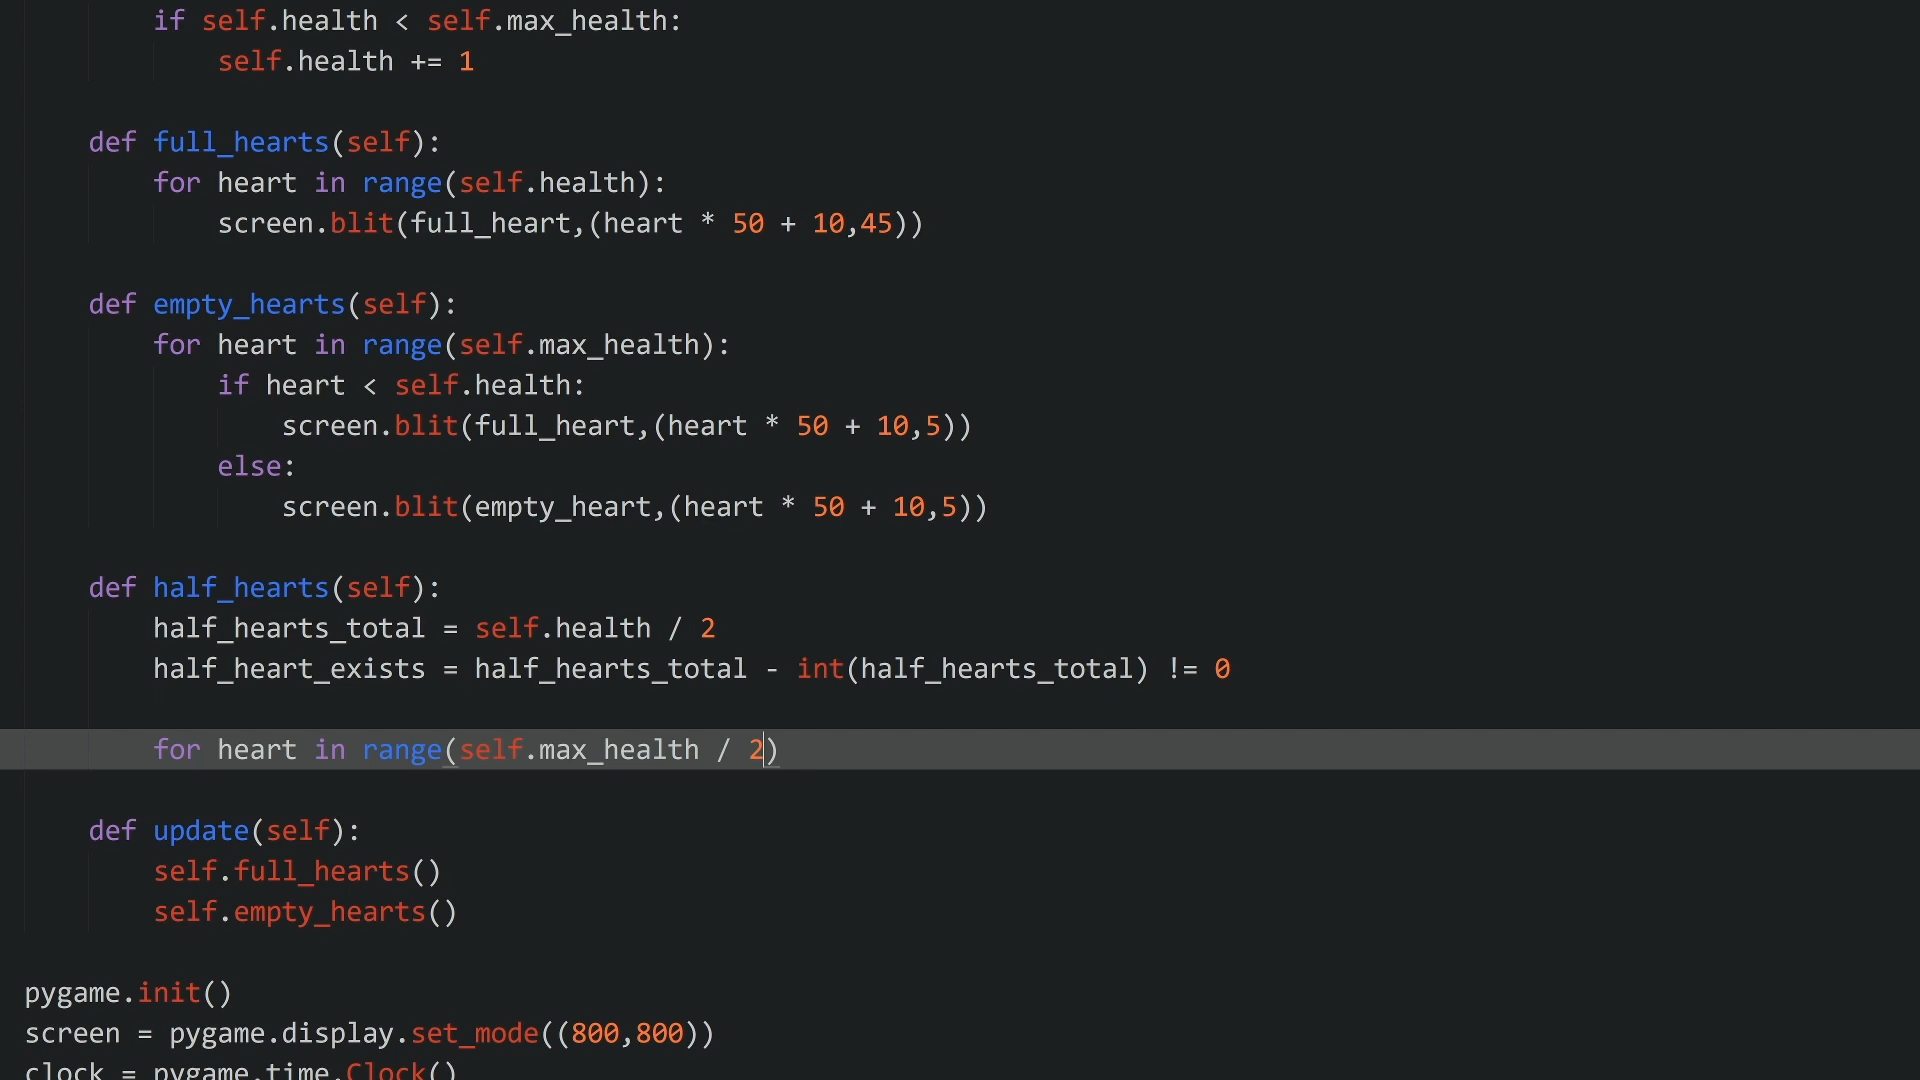 if self.health < self.max_health:
self.health += 1
def full_hearts(self):
for heart in range(self.health):
screen.blit(full_heart,(heart * 50 + 10,45))
def empty_hearts(self):
for heart in range(self.max_health):
if heart < self.health:
screen.blit(full_heart,(heart * 50 + 10,5))
else:
screen.blit(empty_heart,(heart * 50 + 10,5))
def half_hearts(self):
half_hearts_total = self.health / 2
half_heart_exists = half_hearts_total - int(half_hearts_total) != 0
for heart in range(self.max_health / 2)
def update(self):
self.full_hearts()
self.empty_hearts()
pygame.init()
screen = pygame.display.set_mode((800,800))
clock = pygame.time.Clock()